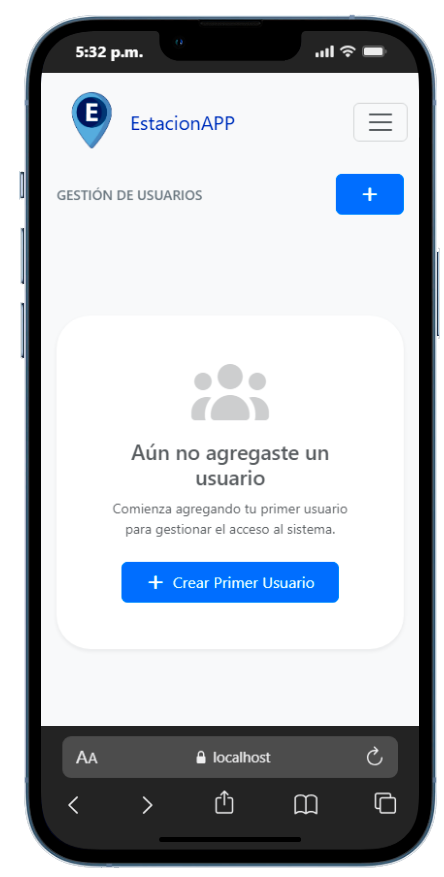 5:32 p.m.
E
EstacionAPP
GESTIÓN DE USUARIOS
+
Aún no agregaste un
usuario
Comienza agregando tu primer usuario
para gestionar el acceso al sistema.
+ Crear Primer Usuario
AA
localhost